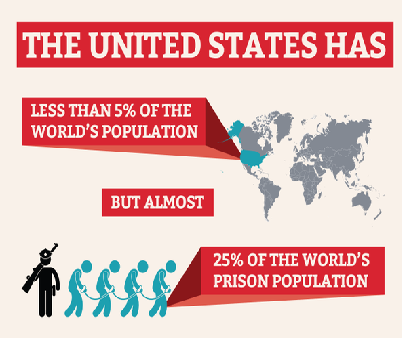 THE UNITED STATES HAS
LESS THAN 5% OF THE
WORLD'S POPULATION
BUT ALMOST
25% OF THE WORLD'S
PRISON POPULATION